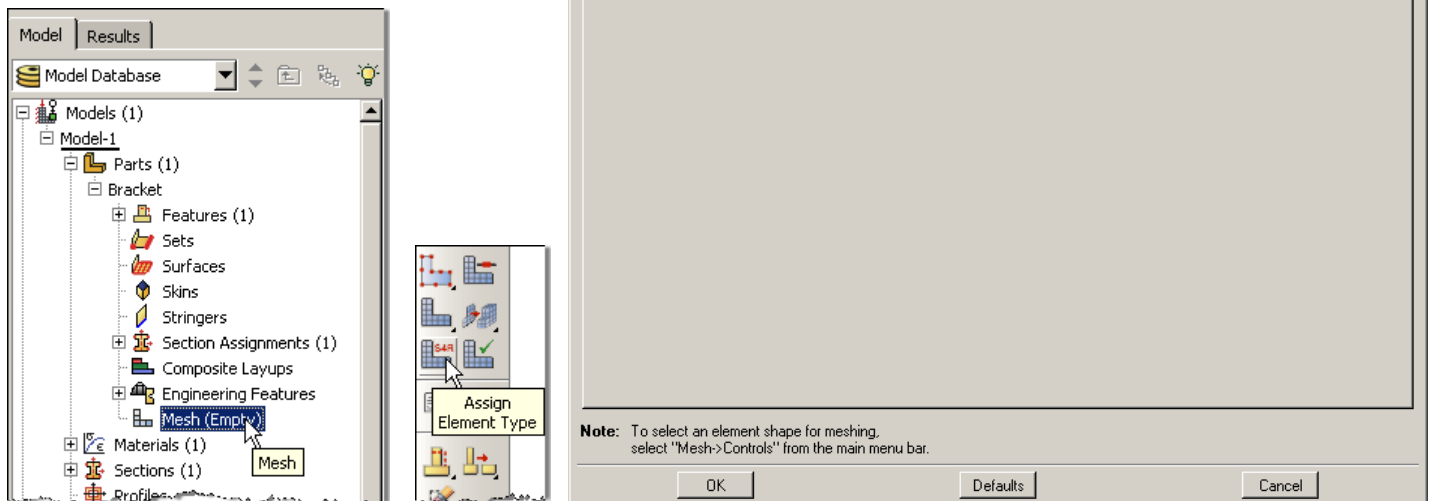 Model Results
Model Database
Models (1)
Model-1
Parts (1)
Bracket
Features (1)
Sets
Surfaces
Skins
Stringers
Section Assignments (1)
Composite Layups
Engineering Features
Mesh (Empty)
Materials (1)
Mesh
Sections (1)
Profiles
S4R
Assign
Element Type
Note: To select an element shape for meshing,
select "Mesh->Controls" from the main menu bar.
OK Defaults Cancel